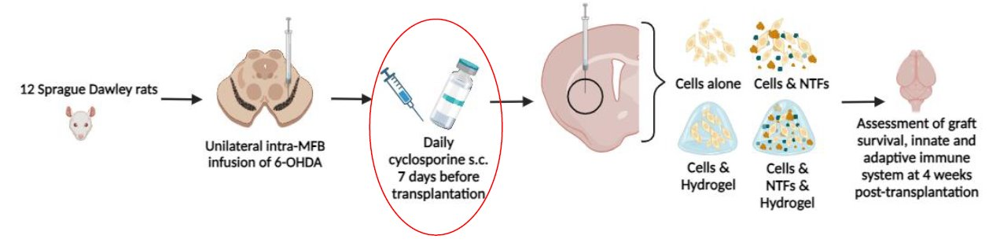 12 Sprague Dawley rats
Unilateral intra-MFB
infusion of 6-OHDA
Daily
cyclosporine s.c.
7 days before
transplantation
Cells alone
Cells & NTFs
Cells &
Hydrogel
Cells &
NTFs &
Hydrogel
Assessment of graft
survival, innate and
adaptive immune
system at 4 weeks
post-transplantation